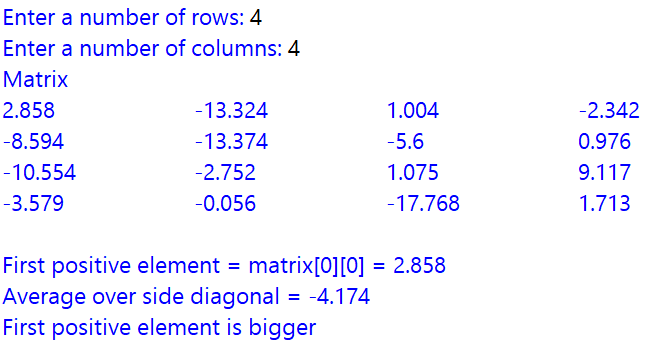 Enter a number of rows: 4
Enter a number of columns: 4
Matrix
2.858 -13.324 1.004 -2.342
-8.594 -13.374 -5.6 0.976
-10.554 -2.752 1.075 9.117
-3.579 -0.056 -17.768 1.713
First positive element = matrix[0][0] = 2.858
Average over side diagonal = -4.174
First positive element is bigger